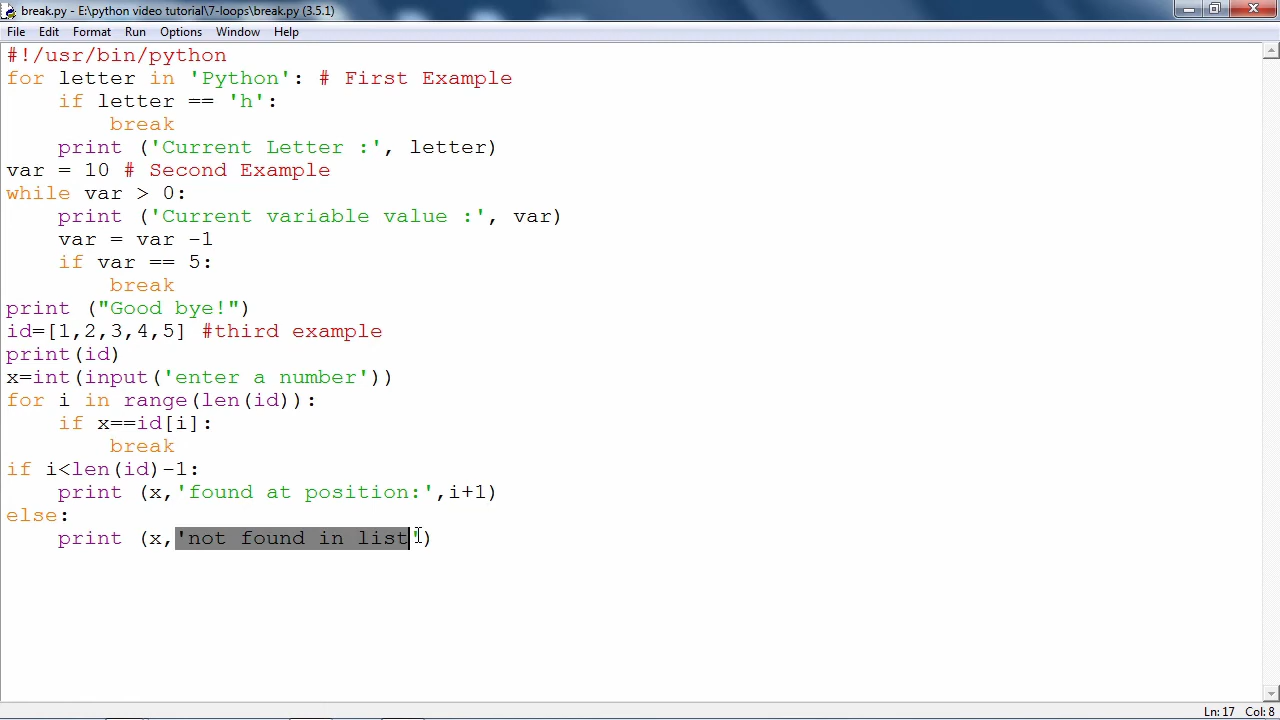 break.py - E:\python video tutorial\7-loops\break.py (3.5.1)
File Edit Format Run Options Window Help
#!/usr/bin/python
for letter in 'Python': # First Example
    if letter == 'h':
        break
    print ('Current Letter :', letter)
var = 10 # Second Example
while var > 0:
    print ('Current variable value :', var)
    var = var -1
    if var == 5:
        break
print ("Good bye!")
id=[1,2,3,4,5] #third example
print(id)
x=int(input('enter a number'))
for i in range(len(id)):
    if x==id[i]:
        break
if i<len(id)-1:
    print (x,'found at position:',i+1)
else:
    print (x,'not found in list')
Ln: 17 Col: 8